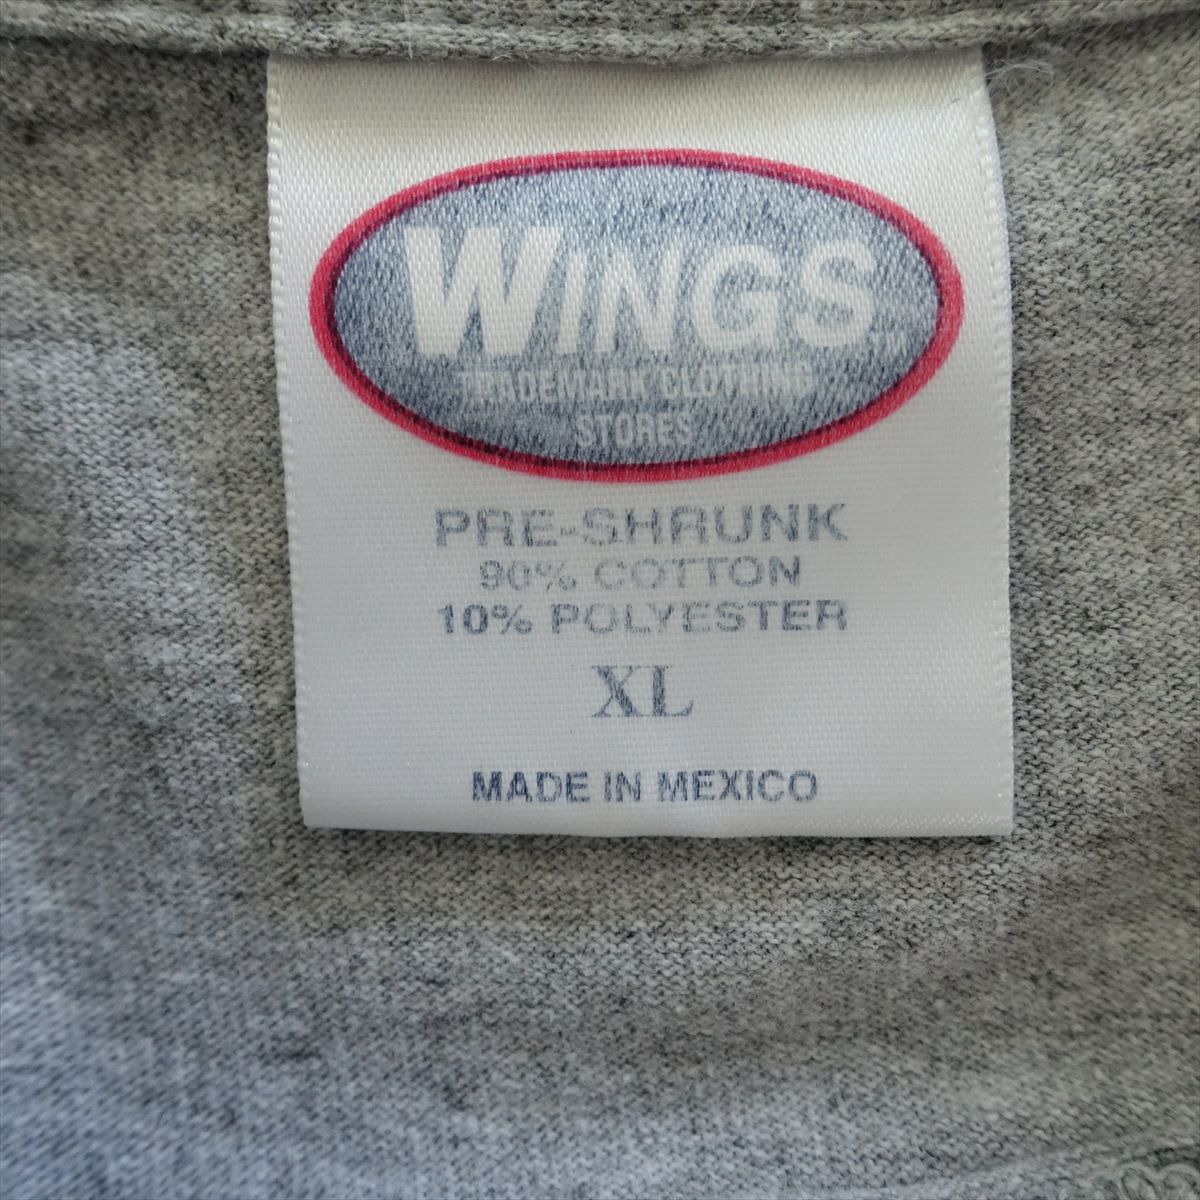 WINGS
TRADEMARK CLOTHING
STORES
PRE-SHRUNK
90% COTTON
10% POLYESTER
XL
MADE IN MEXICO